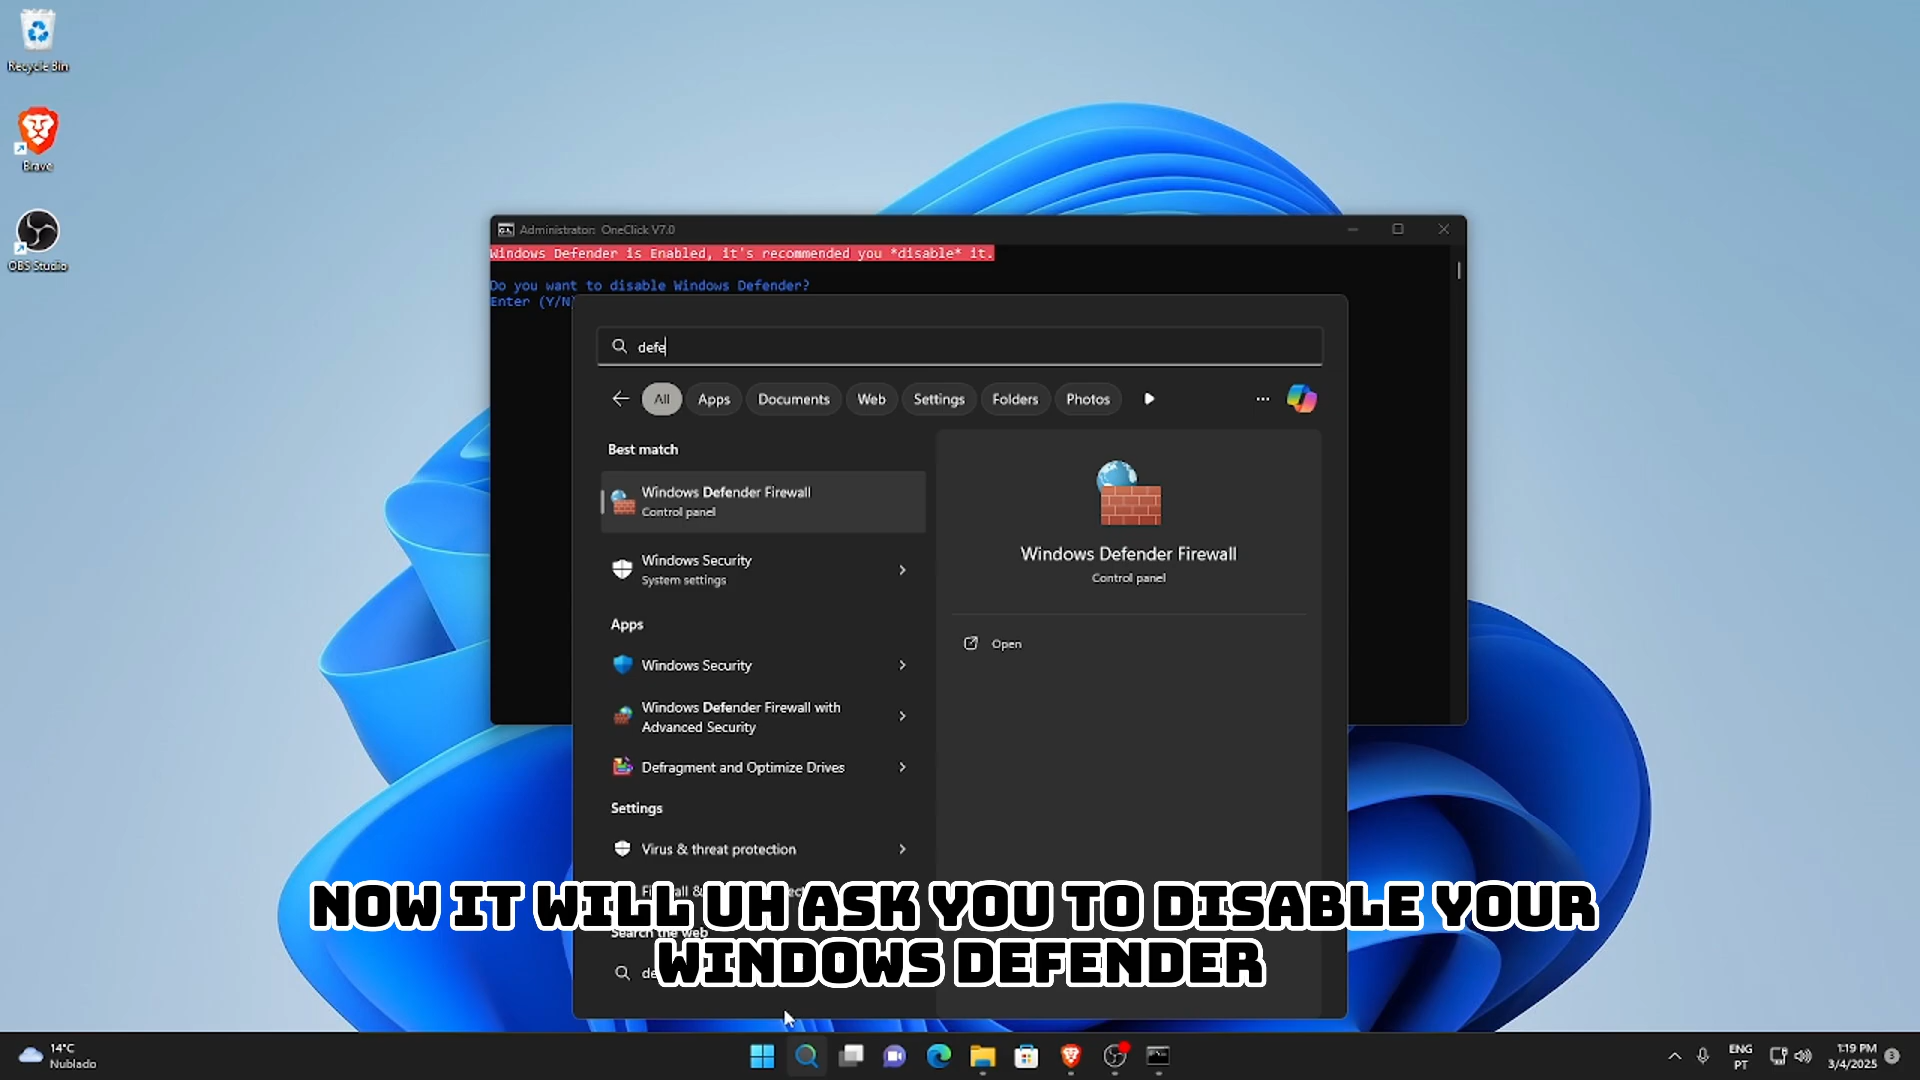 Recycle Bin
Brave
OBS Studio
Administrator: OneClick V7.0
Windows Defender is Enabled, it's recommended you *disable* it.
Do you want to disable Windows Defender?
Enter (Y/N)
defe
All Apps Documents Web Settings Folders Photos
Best match
Windows Defender Firewall
Control panel
Windows Security
System settings
Apps
Windows Security
Windows Defender Firewall with
Advanced Security
Defragment and Optimize Drives
Settings
Virus & threat protection
Search the web
Windows Defender Firewall
Control panel
Open
NOW IT WILL UH ASK YOU TO DISABLE YOUR
WINDOWS DEFENDER
14°C
Nublado
ENG
PT
1:19 PM
3/4/2025
3